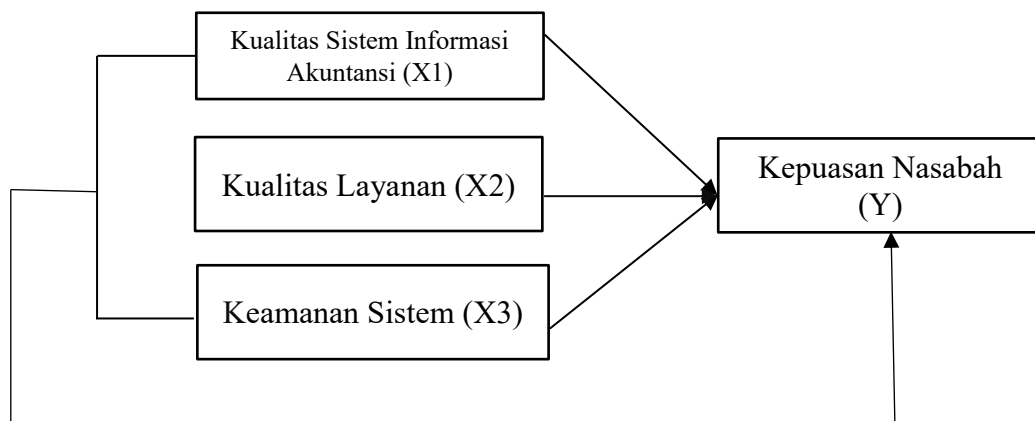 Kualitas Sistem Informasi
Akuntansi (X1)
Kualitas Layanan (X2)
Keamanan Sistem (X3)
Kepuasan Nasabah
(Y)